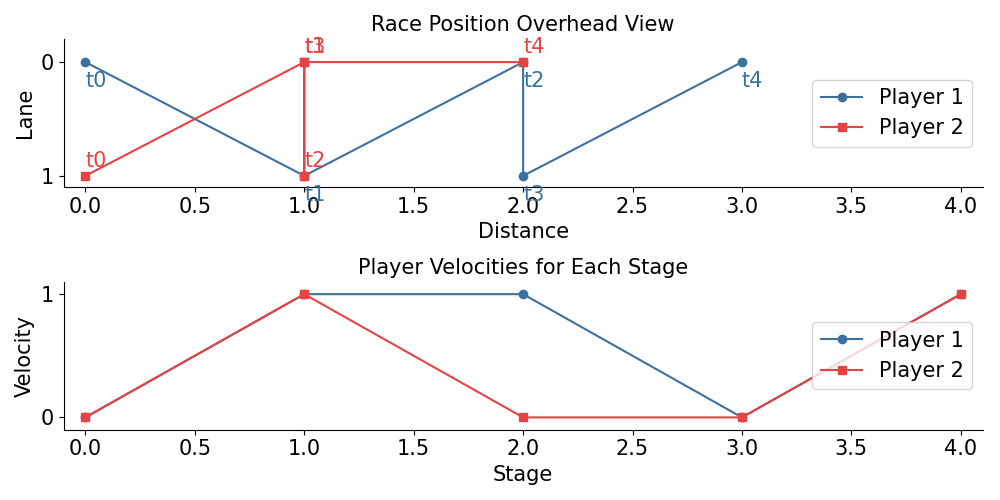 Race Position Overhead View
Lane
0
1
t0
t0
t1
t3
t2
t1
t4
t2
t3
t4
Player 1
Player 2
0.0 0.5 1.0 1.5 2.0 2.5 3.0 3.5 4.0
Distance
Player Velocities for Each Stage
Velocity
1
0
Player 1
Player 2
0.0 0.5 1.0 1.5 2.0 2.5 3.0 3.5 4.0
Stage